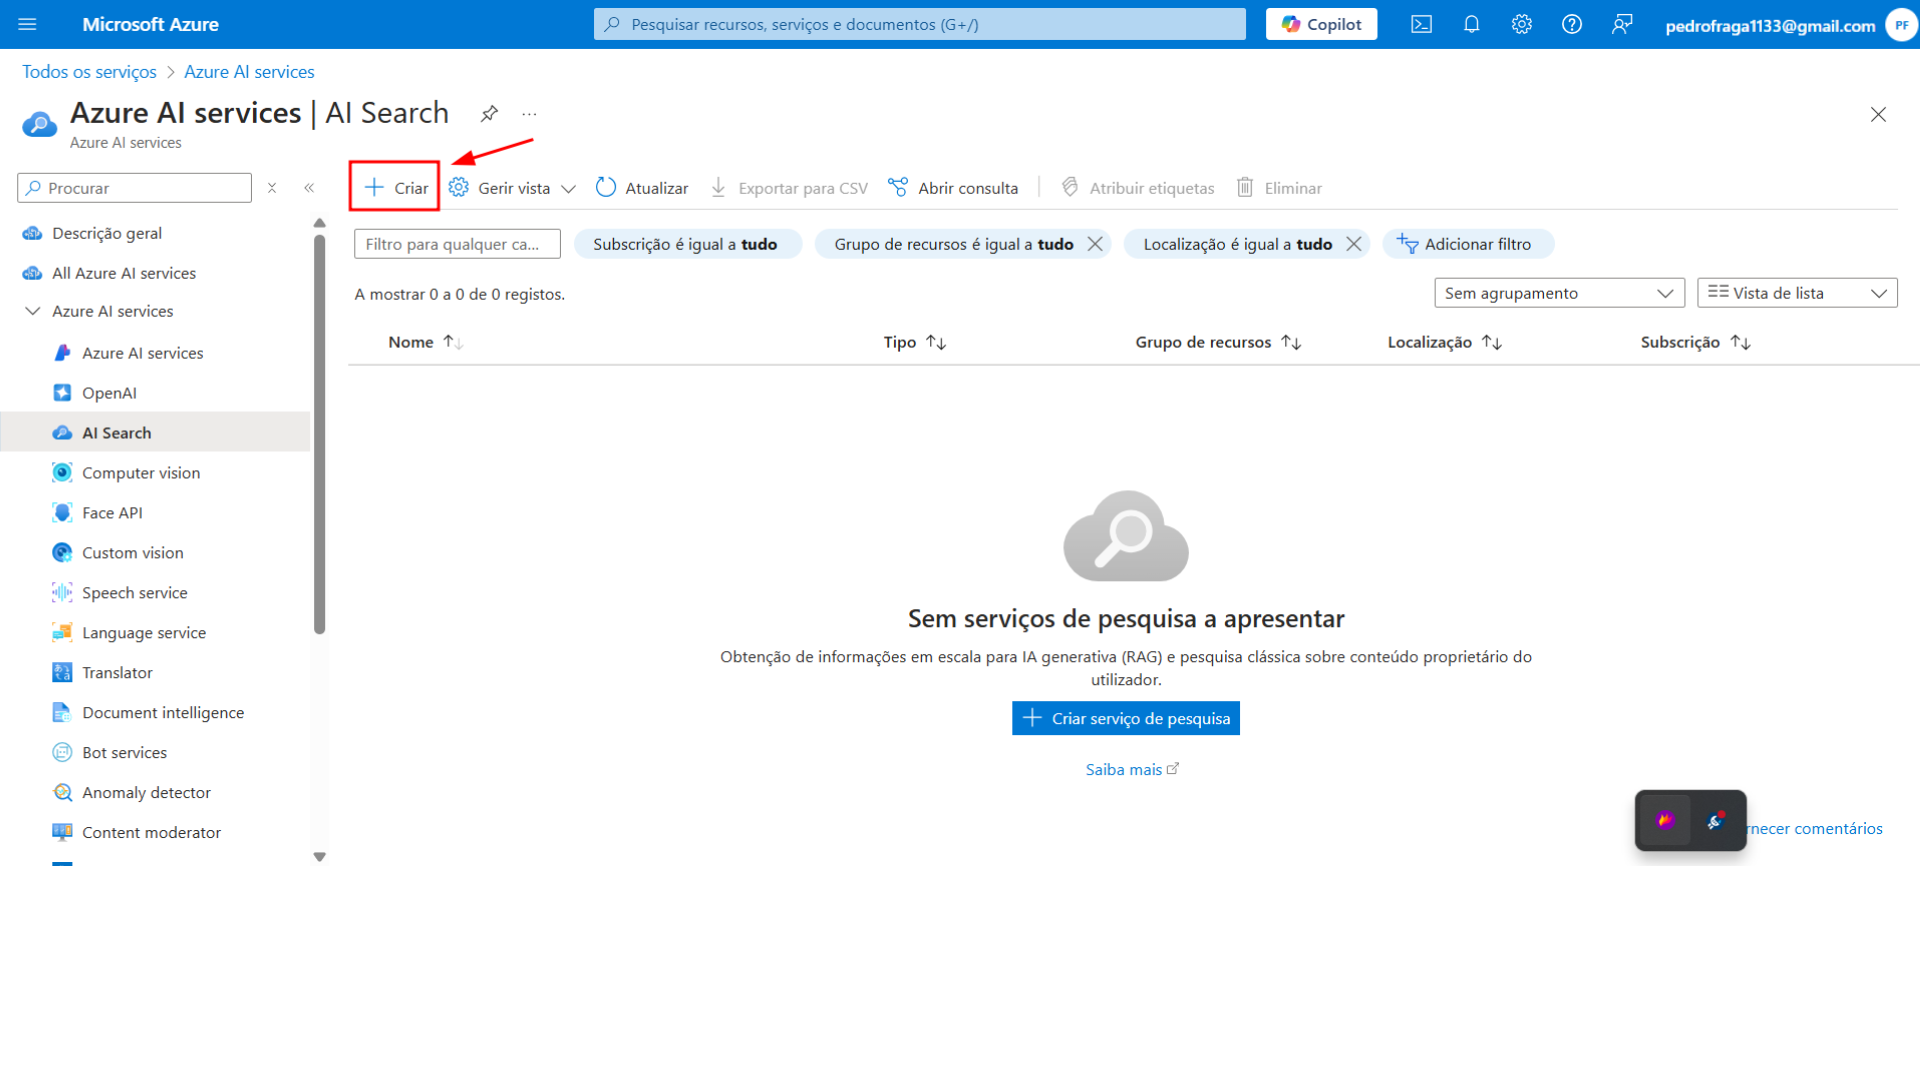 Microsoft Azure
Pesquisar recursos, serviços e documentos (G+/)
Copilot
pedrofraga1133@gmail.com
PF
Todos os serviços > Azure AI services
Azure AI services | AI Search
...
Azure AI services
Procurar
Criar
Gerir vista
Atualizar
Exportar para CSV
Abrir consulta
Atribuir etiquetas
Eliminar
Descrição geral
All Azure AI services
Azure AI services
Azure AI services
OpenAI
AI Search
Computer vision
Face API
Custom vision
Speech service
Language service
Translator
Document intelligence
Bot services
Anomaly detector
Content moderator
Filtro para qualquer ca...
Subscrição é igual a tudo
Grupo de recursos é igual a tudo
Localização é igual a tudo
Adicionar filtro
A mostrar 0 a 0 de 0 registos.
Sem agrupamento
Vista de lista
Nome
Tipo
Grupo de recursos
Localização
Subscrição
Sem serviços de pesquisa a apresentar
Obtenção de informações em escala para IA generativa (RAG) e pesquisa clássica sobre conteúdo proprietário do
utilizador.
Criar serviço de pesquisa
Saiba mais
rnecer comentários